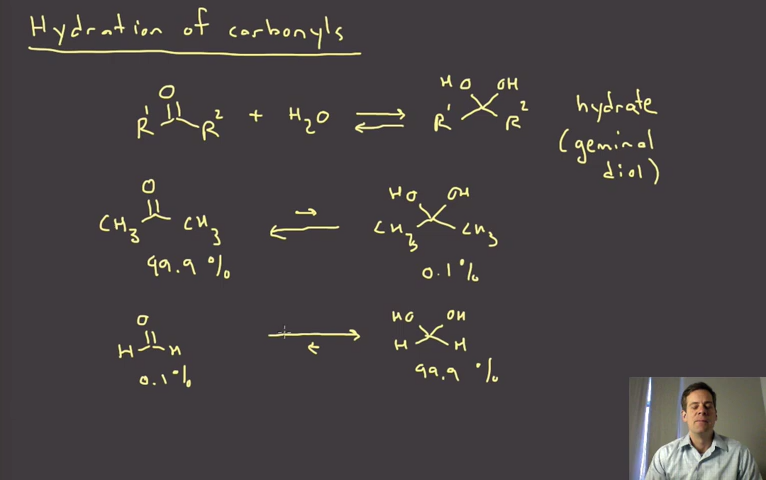 Hydration of carbonyls
O HO OH
R¹ R² + H₂O R¹ R² hydrate (geminal diol)
O HO OH
CH₃ CH₃ CH₃ CH₃
99.9 % 0.1 %
O HO OH
H H H H
0.1 % 99.9 %